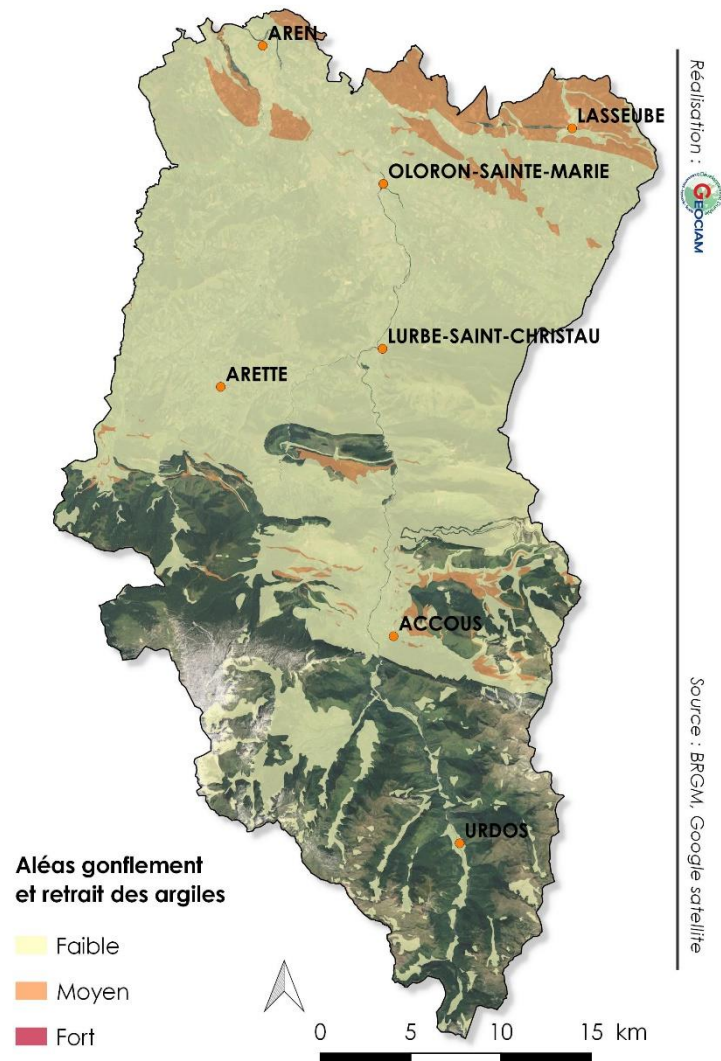 AREN
LASSEUBE
OLORON-SAINTE-MARIE
LURBE-SAINT-CHRISTAU
ARETTE
ACCOUS
URDOS
Aléas gonflement
et retrait des argiles
Faible
Moyen
Fort
0 5 10 15 km
Réalisation :
GEOCIAM
Source : BRGM, Google satellite